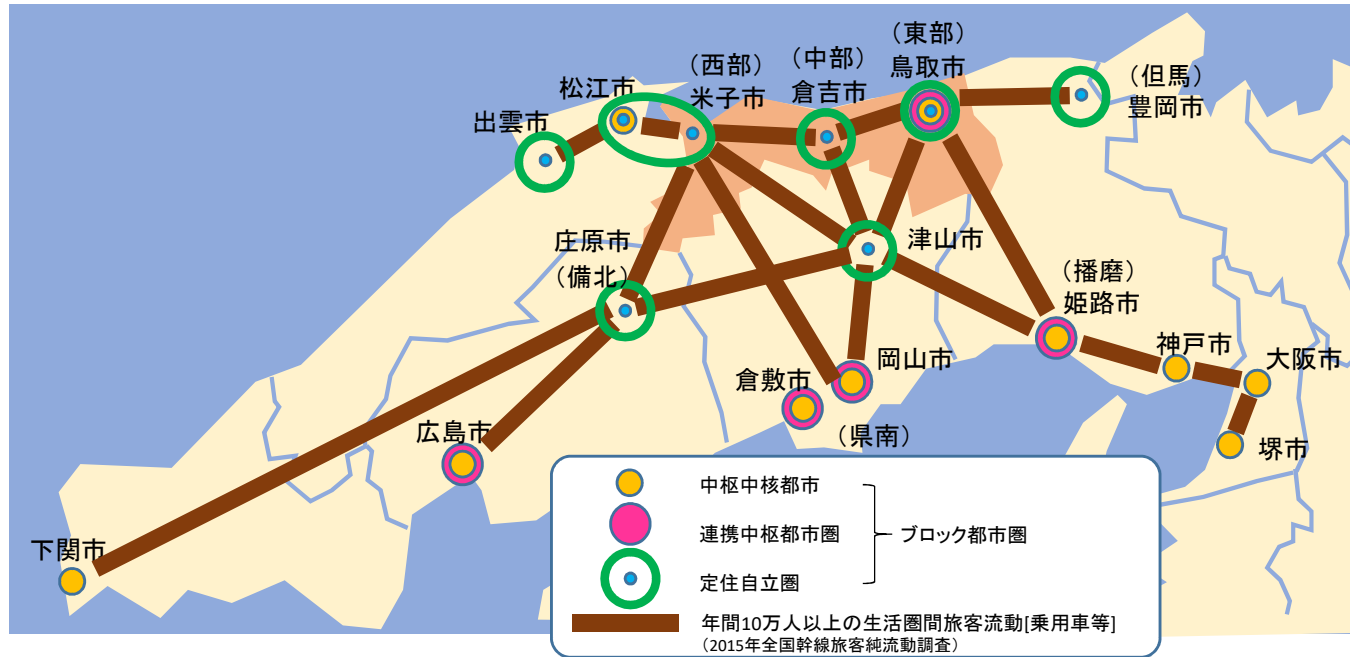 （東部）
鳥取市
（中部）
倉吉市
（西部）
米子市
（但馬）
豊岡市
松江市
出雲市
庄原市
（備北）
津山市
（播磨）
姫路市
神戸市
大阪市
堺市
岡山市
倉敷市
（県南）
広島市
下関市
中枢中核都市
連携中枢都市圏
ブロック都市圏
定住自立圏
年間10万人以上の生活圏間旅客流動[乗用車等]
（2015年全国幹線旅客純流動調査）